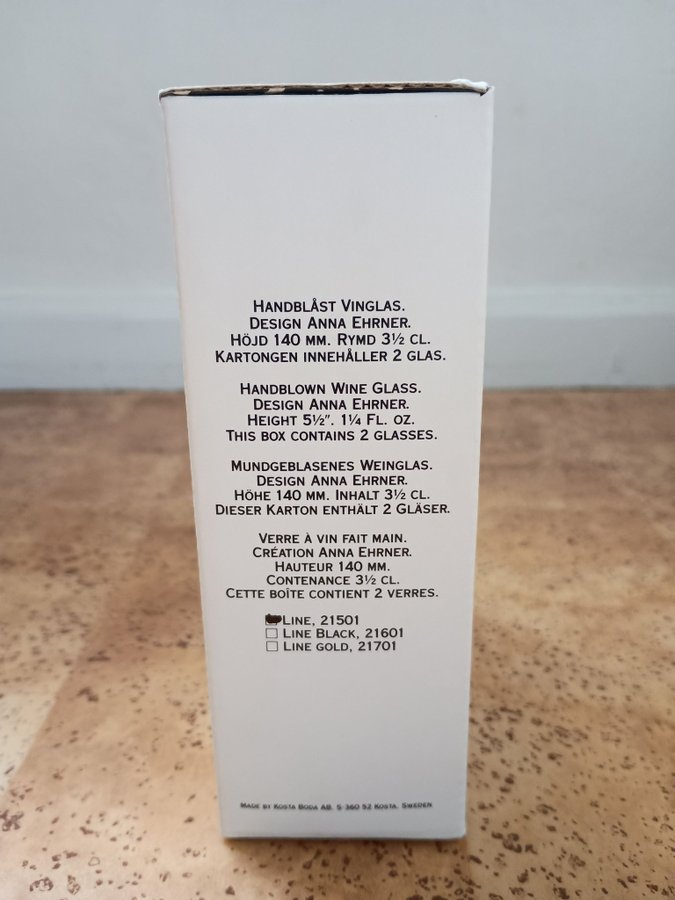 Handblåst Vinglas.
Design Anna Ehrner.
Höjd 140 mm. Rymd 3½ cl.
Kartongen innehåller 2 glas.
Handblown Wine Glass.
Design Anna Ehrner.
Height 5½". 1¼ Fl. oz.
This box contains 2 glasses.
Mundgeblasenes Weinglas.
Design Anna Ehrner.
Höhe 140 mm. Inhalt 3½ cl.
Dieser Karton enthält 2 Gläser.
Verre à vin fait main.
Création Anna Ehrner.
Hauteur 140 mm.
Contenance 3½ cl.
Cette boîte contient 2 verres.
Line, 21501
Line Black, 21601
Line gold, 21701
Made by Kosta Boda AB. S-360 52 Kosta. Sweden